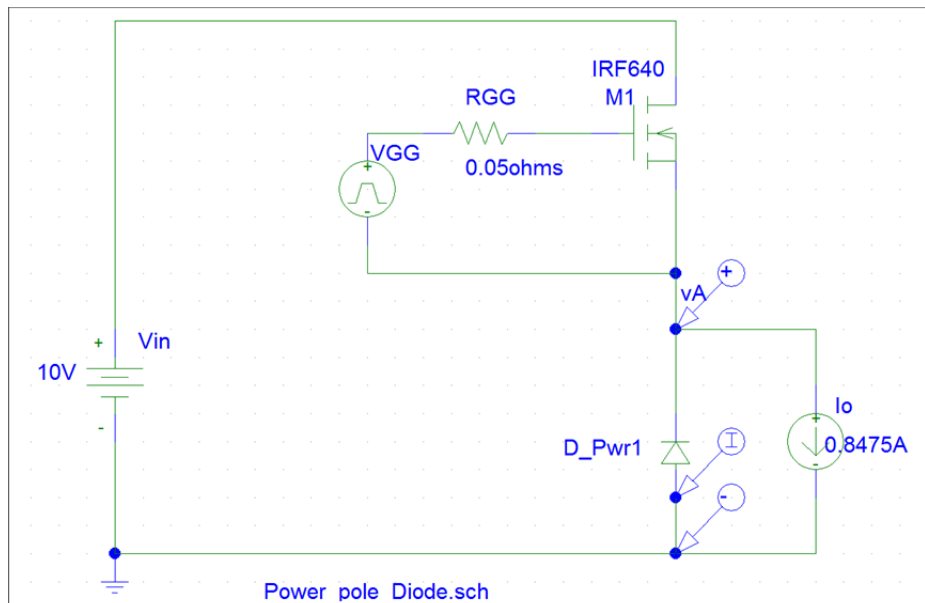 IRF640
M1
RGG
VGG
0.05ohms
+
-
+
vA
+
Vin
10V
-
Io
+
0.8475A
-
D_Pwr1
I
-
Power_pole_Diode.sch